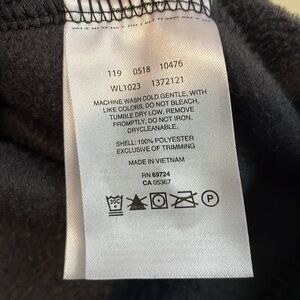 119 0518 10476
WL1023 1372121
MACHINE WASH COLD GENTLE, WITH
LIKE COLORS, DO NOT BLEACH,
TUMBLE DRY LOW, REMOVE
PROMPTLY, DO NOT IRON,
DRYCLEANABLE.
SHELL: 100% POLYESTER
EXCLUSIVE OF TRIMMING
MADE IN VIETNAM
RN 69724
CA 05367
30C P